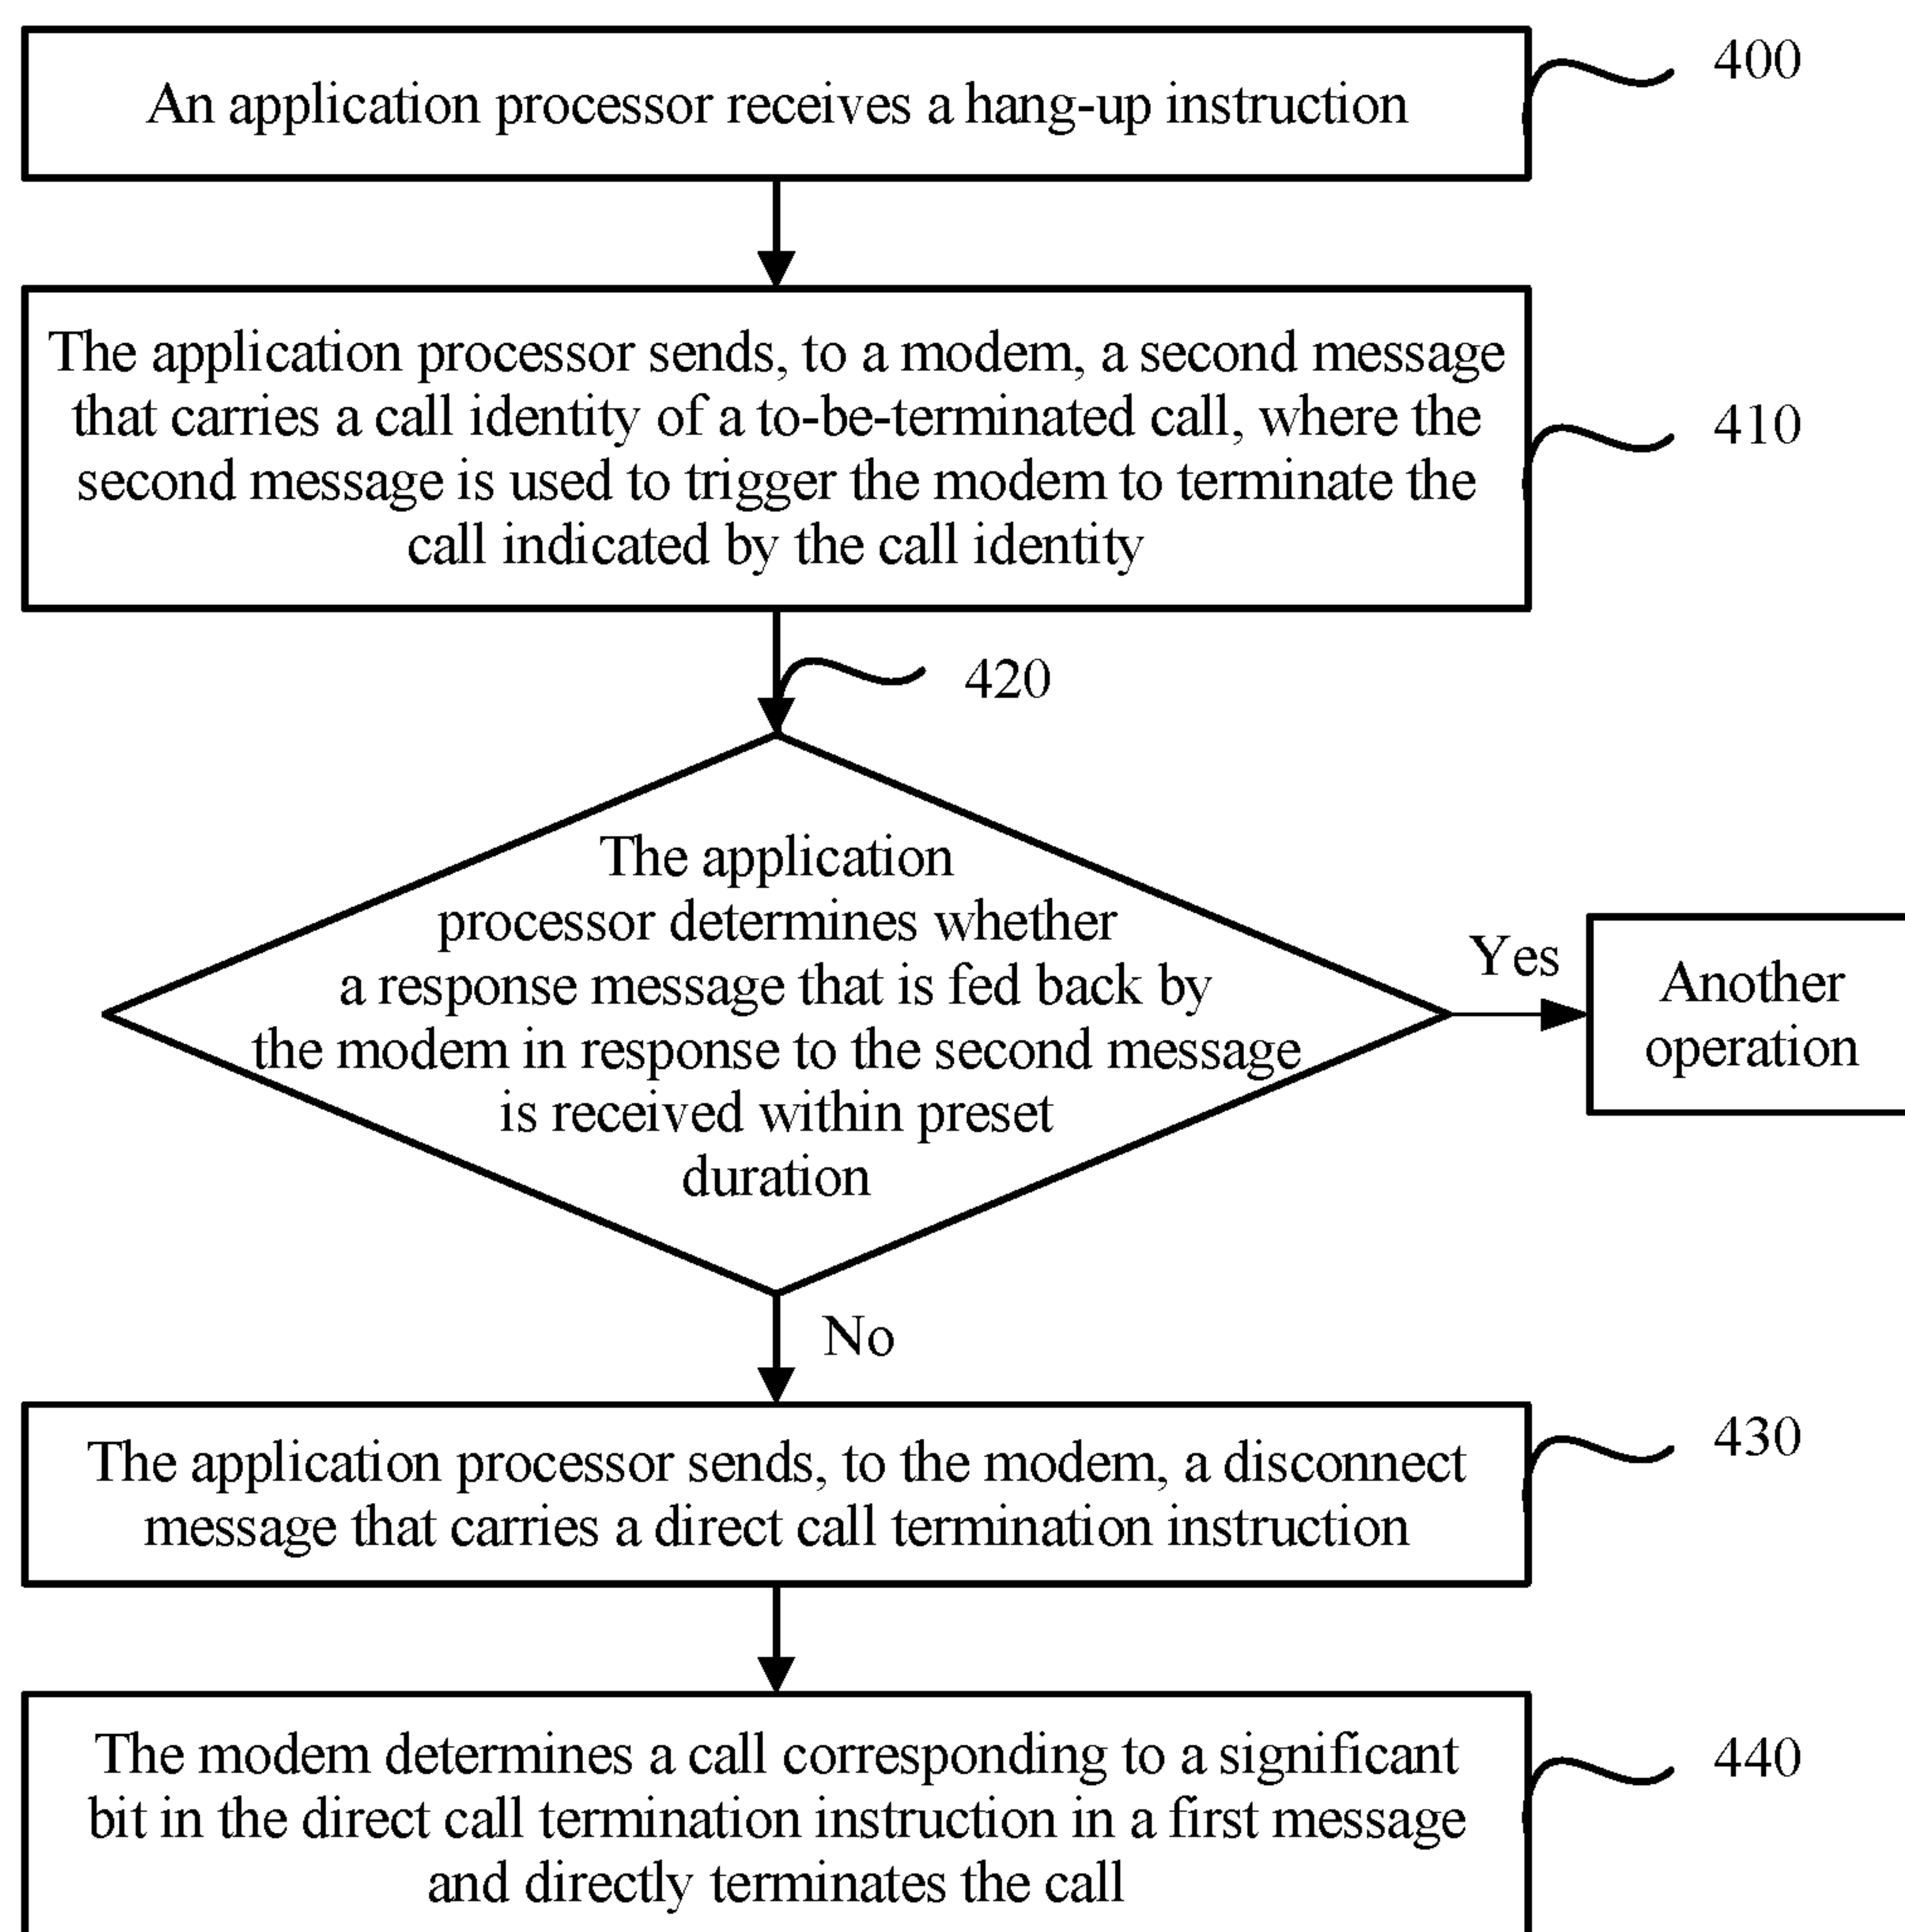 An application processor receives a hang-up instruction
400
The application processor sends, to a modem, a second message
that carries a call identity of a to-be-terminated call, where the
second message is used to trigger the modem to terminate the
call indicated by the call identity
410
420
The application
processor determines whether
a response message that is fed back by
the modem in response to the second message
is received within preset
duration
Yes
Another
operation
No
The application processor sends, to the modem, a disconnect
message that carries a direct call termination instruction
430
The modem determines a call corresponding to a significant
bit in the direct call termination instruction in a first message
and directly terminates the call
440